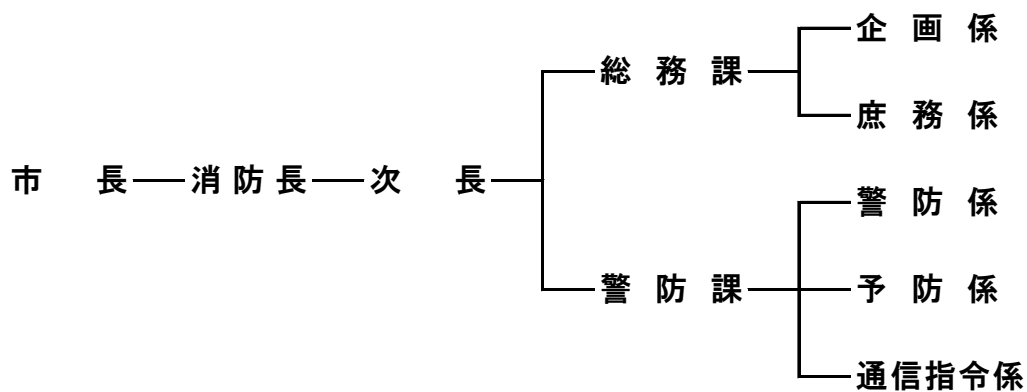 企画係
総務課
庶務係
市長
消防長
次長
警防係
警防課
予防係
通信指令係